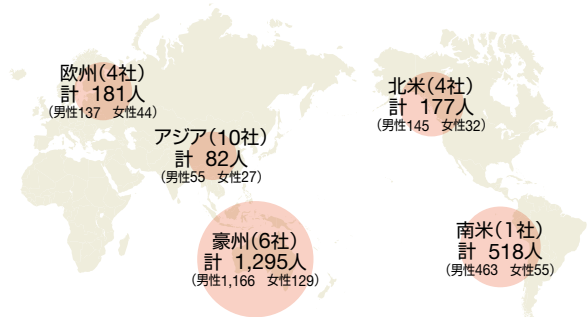 欧州(4社)
計 181人
(男性137 女性44)
北米(4社)
計 177人
(男性145 女性32)
アジア(10社)
計 82人
(男性55 女性27)
豪州(6社)
計 1,295人
(男性1,166 女性129)
南米(1社)
計 518人
(男性463 女性55)